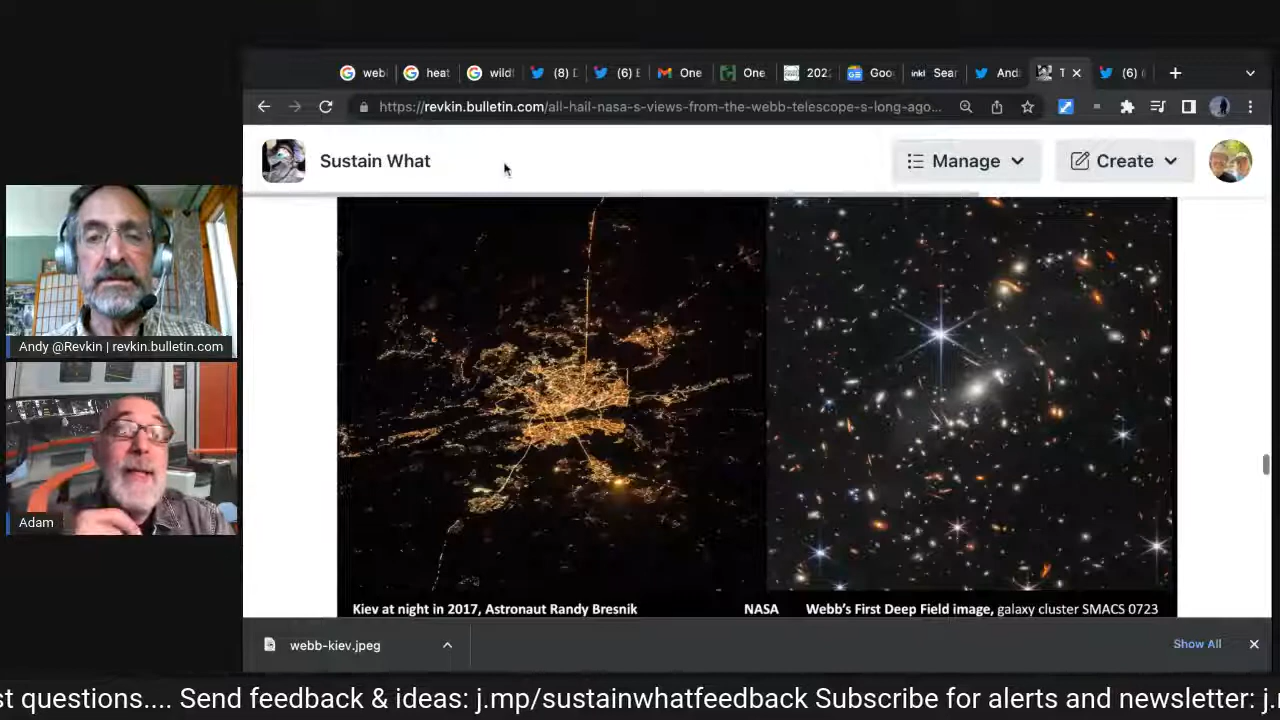 web
heat
wild
(8)
(6)
One
One
202
Goo
inkl
Sear
And
T
(6)
https://revkin.bulletin.com/all-hail-nasa-s-views-from-the-webb-telescope-s-long-ago...
Sustain What
Manage
Create
Andy @Revkin | revkin.bulletin.com
Adam
Kiev at night in 2017, Astronaut Randy Bresnik
NASA
Webb's First Deep Field image, galaxy cluster SMACS 0723
webb-kiev.jpeg
Show All
st questions.... Send feedback & ideas: j.mp/sustainwhatfeedback Subscribe for alerts and newsletter: j.